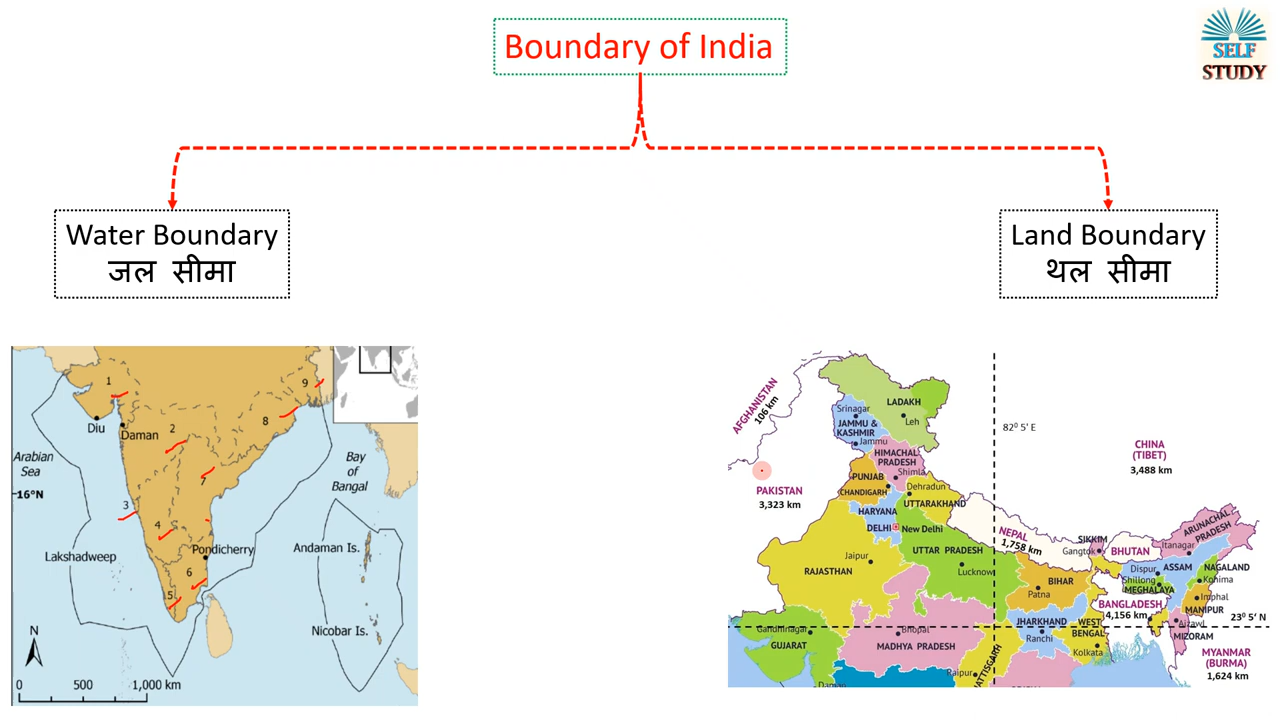 Boundary of India
SELF
STUDY
Water Boundary
जल सीमा
Land Boundary
थल सीमा
1
2
3
4
5
6
7
8
9
Diu
Daman
Arabian
Sea
16°N
Bay
of
Bengal
Lakshadweep
Pondicherry
Andaman Is.
Nicobar Is.
N
0
500
1,000 km
AFGHANISTAN
106 km
PAKISTAN
3,323 km
LADAKH
Leh
Srinagar
JAMMU &
KASHMIR
Jammu
HIMACHAL
PRADESH
Shimla
PUNJAB
CHANDIGARH
Dehradun
UTTARAKHAND
HARYANA
DELHI
New Delhi
82⁰ 5' E
CHINA
(TIBET)
3,488 km
NEPAL
1,758 km
SIKKIM
Gangtok
BHUTAN
ARUNACHAL
PRADESH
Itanagar
UTTAR PRADESH
Lucknow
Jaipur
RAJASTHAN
BIHAR
Patna
Dispur
ASSAM
NAGALAND
Kohima
Shillong
MEGHALAYA
Imphal
MANIPUR
BANGLADESH
4,156 km
Aizawl
MIZORAM
23⁰ 5' N
MYANMAR
(BURMA)
1,624 km
Gandhinagar
GUJARAT
Bhopal
MADHYA PRADESH
JHARKHAND
Ranchi
WEST
BENGAL
Kolkata
Raipur